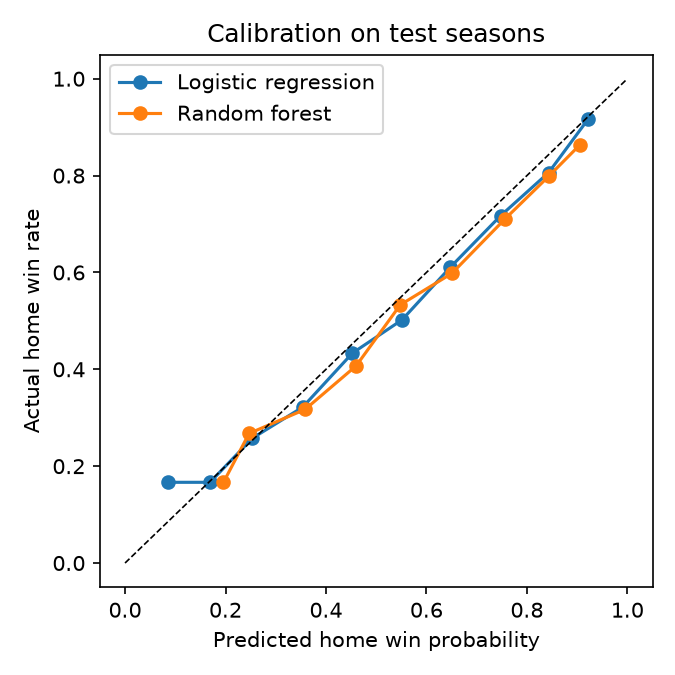 Calibration on test seasons
Logistic regression
Random forest
Actual home win rate
1.0
0.8
0.6
0.4
0.2
0.0
0.0 0.2 0.4 0.6 0.8 1.0
Predicted home win probability